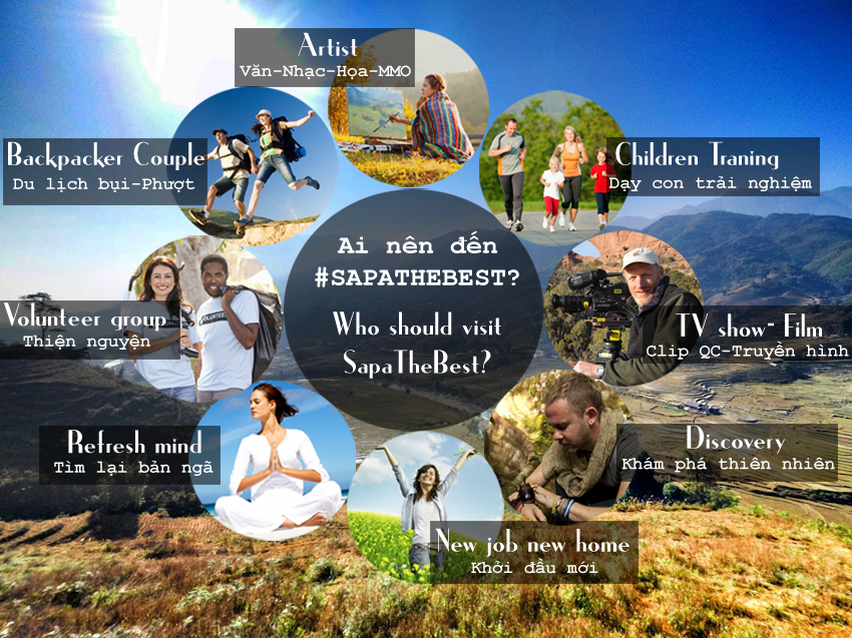 Artist
Văn-Nhạc-Họa-MMO
Backpacker Couple
Du lịch bụi-Phượt
Children Traning
Dạy con trải nghiệm
Ai nên đến
#SAPATHEBEST?
Who should visit
SapaTheBest?
Volunteer group
Thiện nguyện
TV show- Film
Clip QC-Truyền hình
Refresh mind
Tìm lại bản ngã
Discovery
Khám phá thiên nhiên
New job new home
Khởi đầu mới